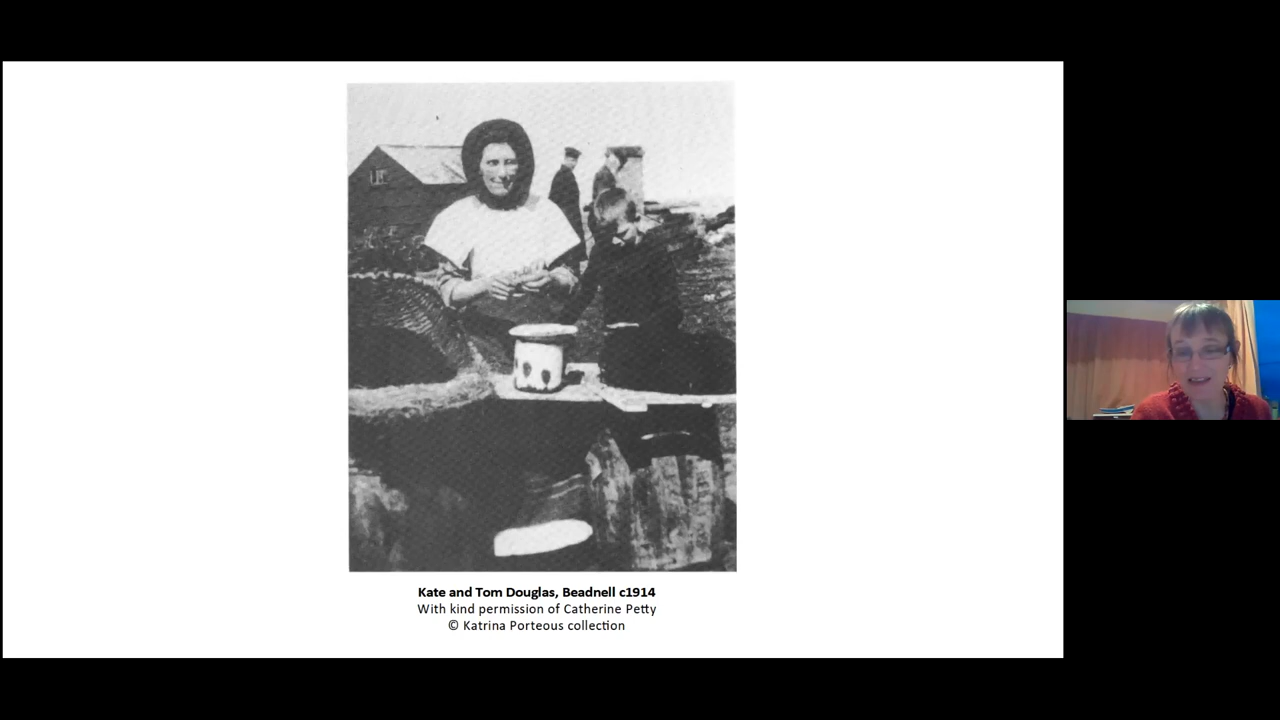 Kate and Tom Douglas, Beadnell c1914
With kind permission of Catherine Petty
© Katrina Porteous collection